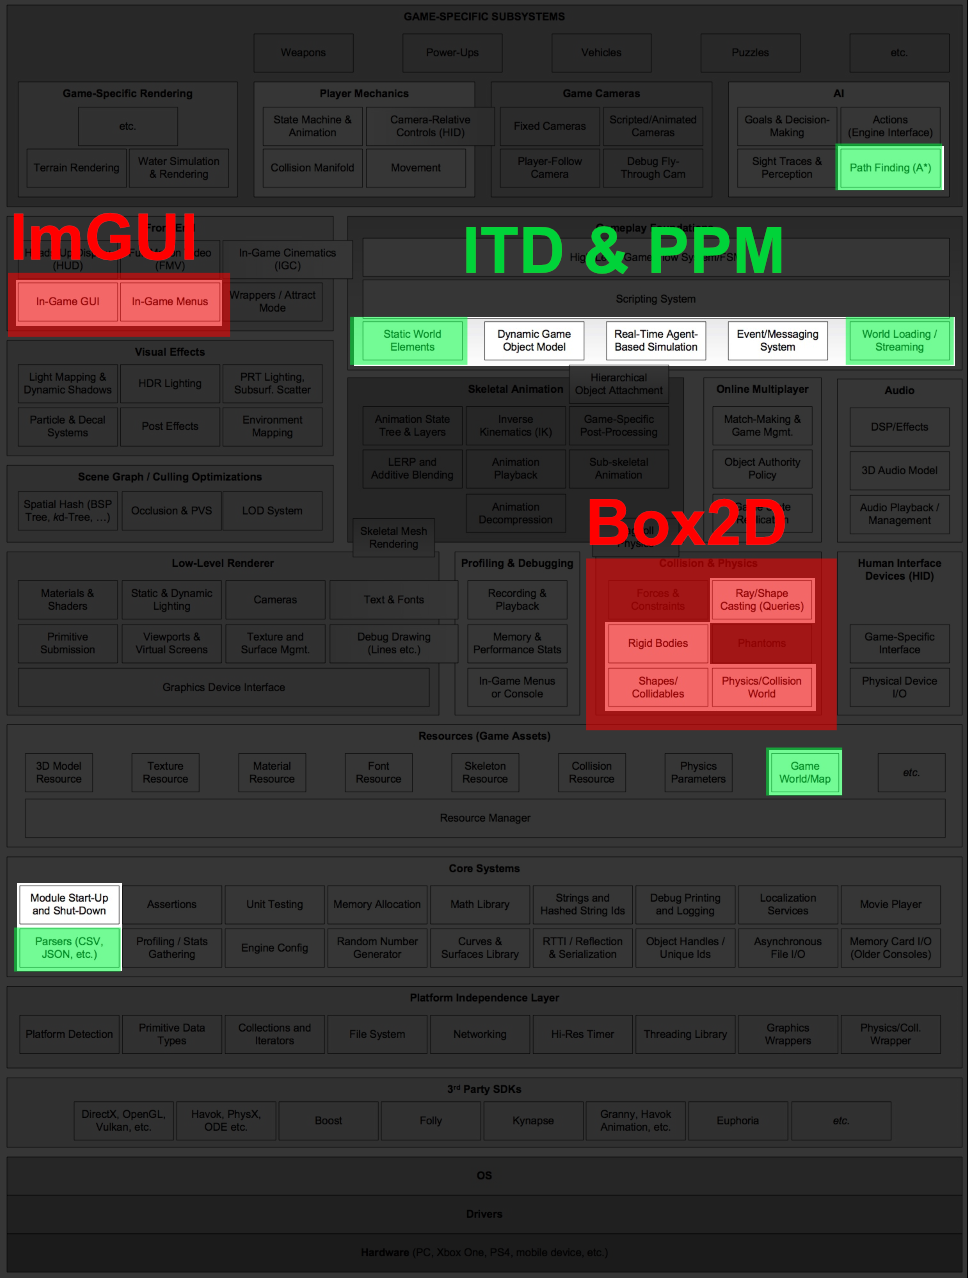 GAME-SPECIFIC SUBSYSTEMS
Weapons
Power-Ups
Vehicles
Puzzles
etc.
Game-Specific Rendering
etc.
Terrain Rendering
Water Simulation
& Rendering
Player Mechanics
State Machine &
Animation
Camera-Relative
Controls (HID)
Collision Manifold
Movement
Game Cameras
Fixed Cameras
Scripted/Animated
Cameras
Player-Follow
Camera
Debug Fly-
Through Cam
AI
Goals & Decision-
Making
Actions
(Engine Interface)
Sight Traces &
Perception
Path Finding (A*)
ImGUI
Front End
(HUD)
(FMV)
In-Game Cinematics
(IGC)
In-Game GUI
In-Game Menus
Wrappers / Attract
Mode
ITD & PPM
Scripting System
Static World
Elements
Dynamic Game
Object Model
Real-Time Agent-
Based Simulation
Event/Messaging
System
World Loading /
Streaming
Visual Effects
Light Mapping &
Dynamic Shadows
HDR Lighting
PRT Lighting,
Subsurf. Scatter
Particle & Decal
Systems
Post Effects
Environment
Mapping
Skeletal Animation
Hierarchical
Object Attachment
Animation State
Tree & Layers
Inverse
Kinematics (IK)
Game-Specific
Post-Processing
LERP and
Additive Blending
Animation
Playback
Sub-skeletal
Animation
Animation
Decompression
Skeletal Mesh
Rendering
Online Multiplayer
Match-Making &
Game Mgmt.
Object Authority
Policy
Audio
DSP/Effects
3D Audio Model
Audio Playback /
Management
Scene Graph / Culling Optimizations
Spatial Hash (BSP
Tree, kd-Tree, ...)
Occlusion & PVS
LOD System
Box2D
Low-Level Renderer
Materials &
Shaders
Static & Dynamic
Lighting
Cameras
Text & Fonts
Primitive
Submission
Viewports &
Virtual Screens
Texture and
Surface Mgmt.
Debug Drawing
(Lines etc.)
Graphics Device Interface
Profiling & Debugging
Recording &
Playback
Memory &
Performance Stats
In-Game Menus
or Console
Collision & Physics
Forces &
Constraints
Ray/Shape
Casting (Queries)
Rigid Bodies
Phantoms
Shapes/
Collidables
Physics/Collision
World
Human Interface
Devices (HID)
Game-Specific
Interface
Physical Device
I/O
Resources (Game Assets)
3D Model
Resource
Texture
Resource
Material
Resource
Font
Resource
Skeleton
Resource
Collision
Resource
Physics
Parameters
Game
World/Map
etc.
Resource Manager
Core Systems
Module Start-Up
and Shut-Down
Assertions
Unit Testing
Memory Allocation
Math Library
Strings and
Hashed String Ids
Debug Printing
and Logging
Localization
Services
Movie Player
Parsers (CSV,
JSON, etc.)
Profiling / Stats
Gathering
Engine Config
Random Number
Generator
Curves &
Surfaces Library
RTTI / Reflection
& Serialization
Object Handles /
Unique Ids
Asynchronous
File I/O
Memory Card I/O
(Older Consoles)
Platform Independence Layer
Platform Detection
Primitive Data
Types
Collections and
Iterators
File System
Networking
Hi-Res Timer
Threading Library
Graphics
Wrappers
Physics/Coll.
Wrapper
3rd Party SDKs
DirectX, OpenGL,
Vulkan, etc.
Havok, PhysX,
ODE etc.
Boost
Folly
Kynapse
Granny, Havok
Animation, etc.
Euphoria
etc.
OS
Drivers
Hardware (PC, Xbox One, PS4, mobile device, etc.)